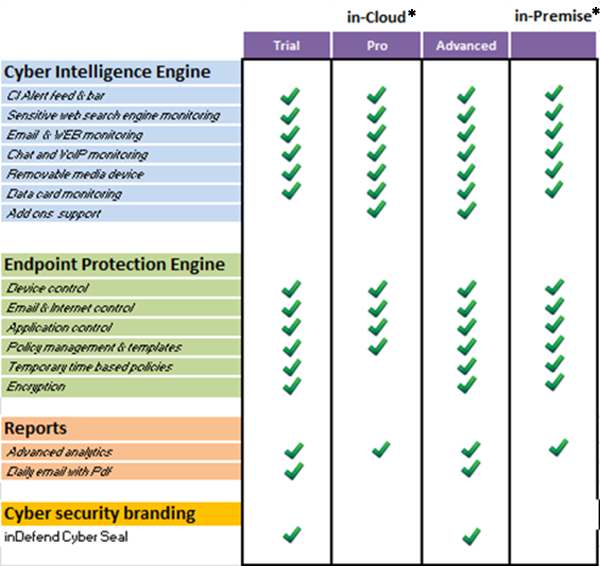 in-Cloud* in-Premise*
Trial Pro Advanced
Cyber Intelligence Engine
CI Alert feed & bar
Sensitive web search engine monitoring
Email & WEB monitoring
Chat and VoIP monitoring
Removable media device
Data card monitoring
Add ons support
Endpoint Protection Engine
Device control
Email & Internet control
Application control
Policy management & templates
Temporary time based policies
Encryption
Reports
Advanced analytics
Daily email with Pdf
Cyber security branding
inDefend Cyber Seal